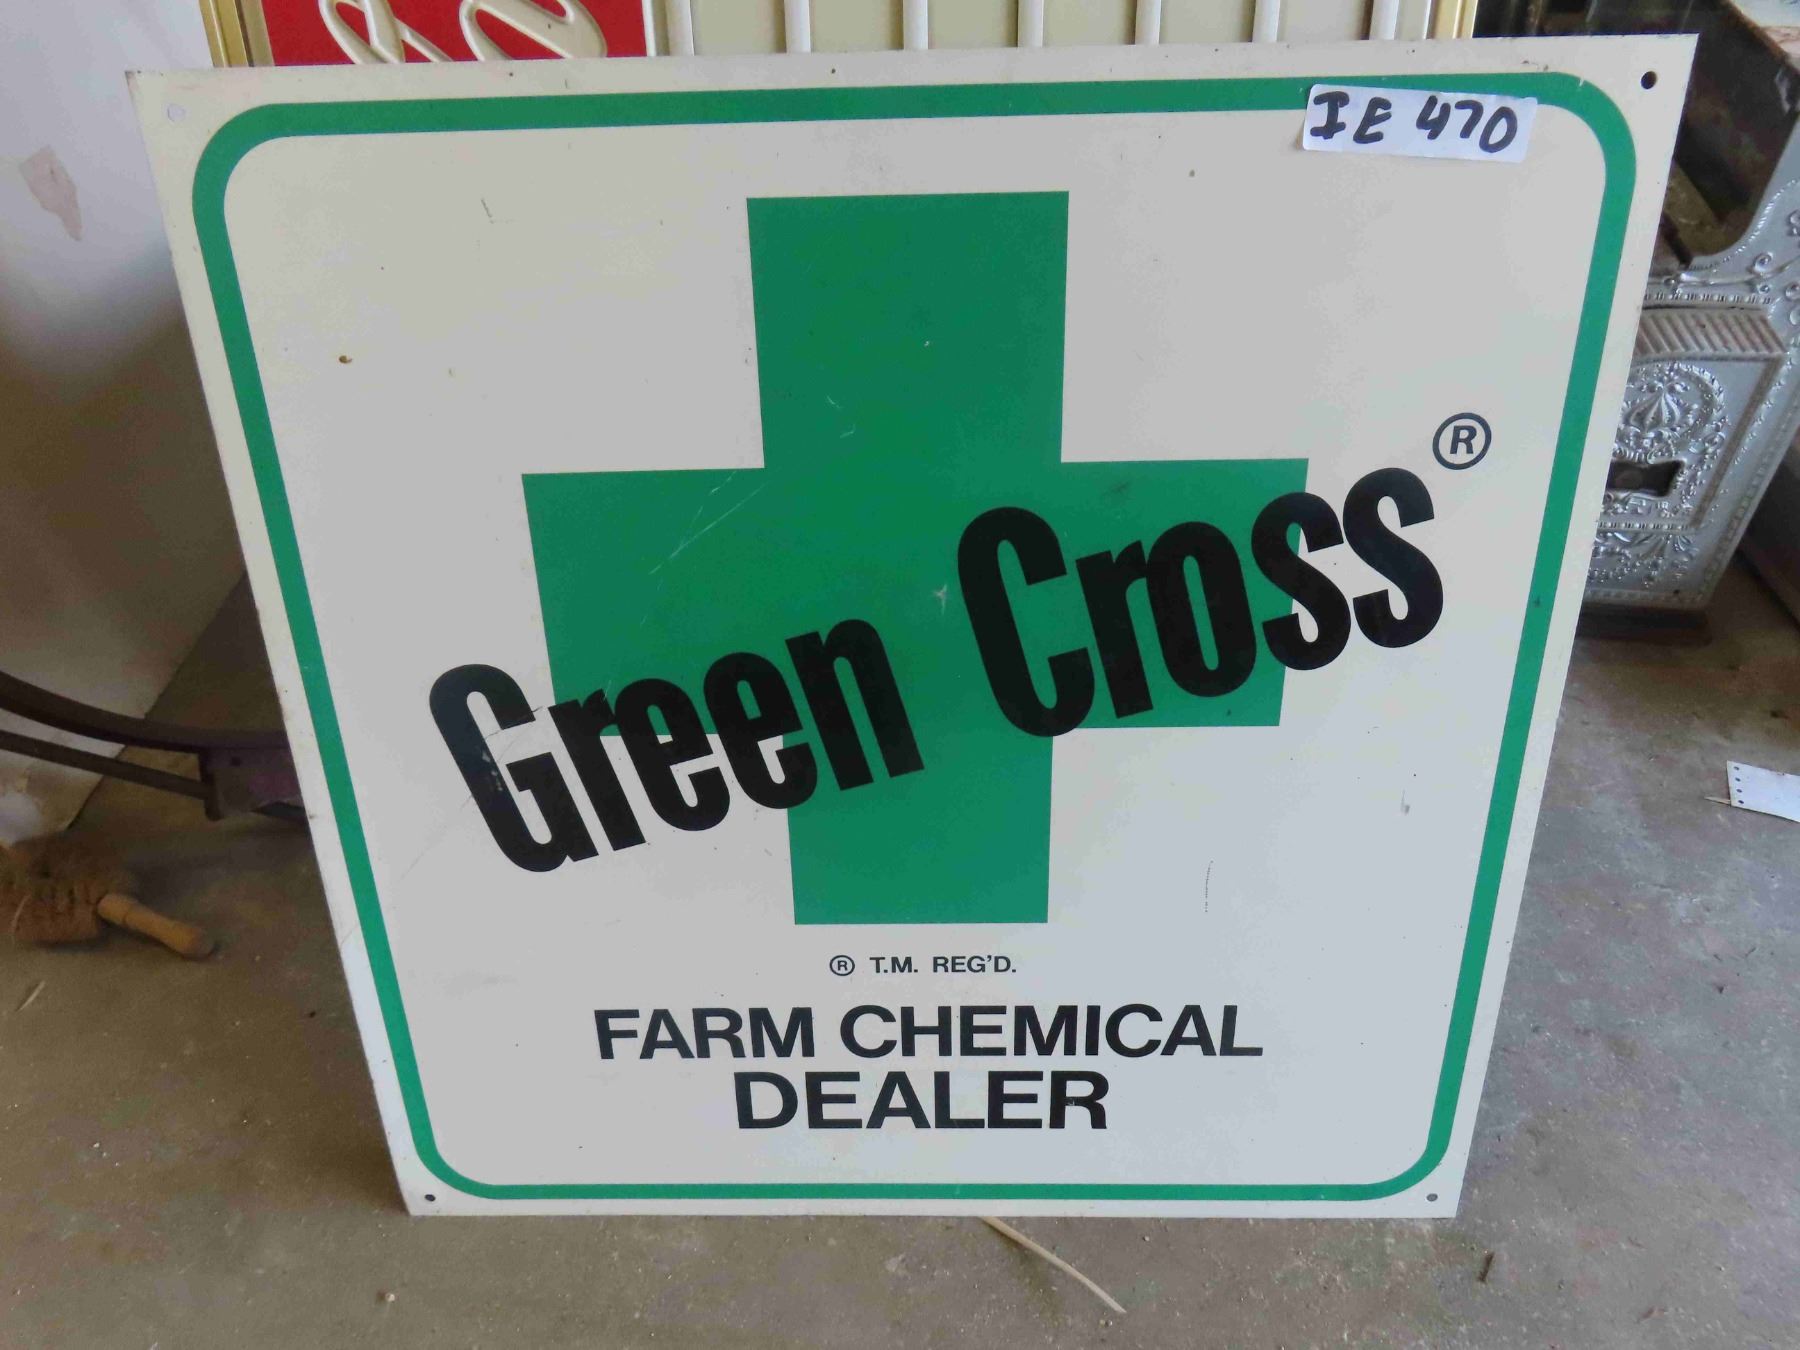 IE 470
Green Cross®
® T.M. REG'D.
FARM CHEMICAL
DEALER